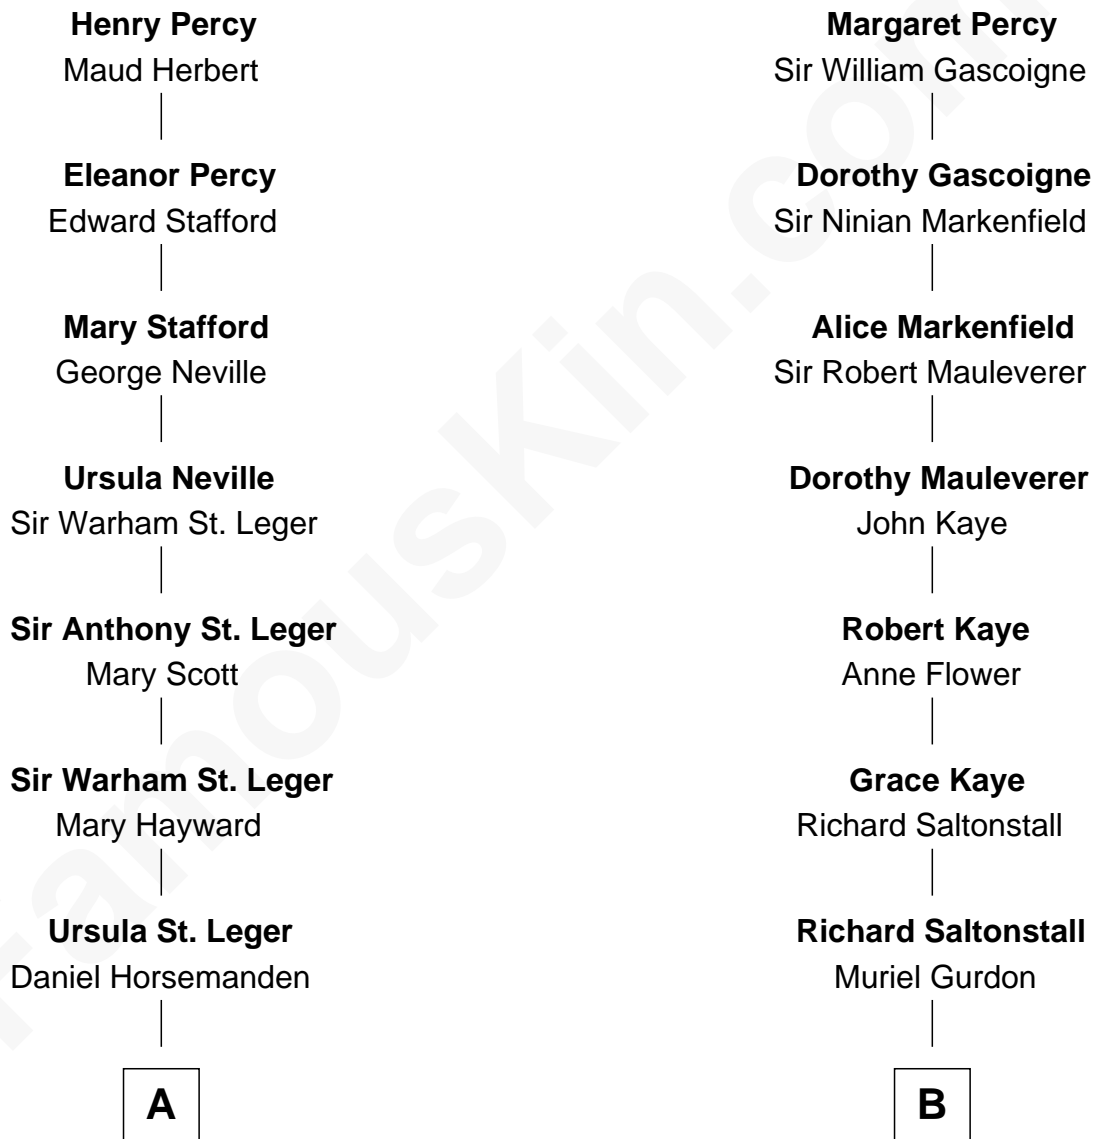 Henry Percy
Maud Herbert
Eleanor Percy
Edward Stafford
Mary Stafford
George Neville
Ursula Neville
Sir Warham St. Leger
Sir Anthony St. Leger
Mary Scott
Sir Warham St. Leger
Mary Hayward
Ursula St. Leger
Daniel Horsemanden
A
Margaret Percy
Sir William Gascoigne
Dorothy Gascoigne
Sir Ninian Markenfield
Alice Markenfield
Sir Robert Mauleverer
Dorothy Mauleverer
John Kaye
Robert Kaye
Anne Flower
Grace Kaye
Richard Saltonstall
Richard Saltonstall
Muriel Gurdon
B
FamousKin.com